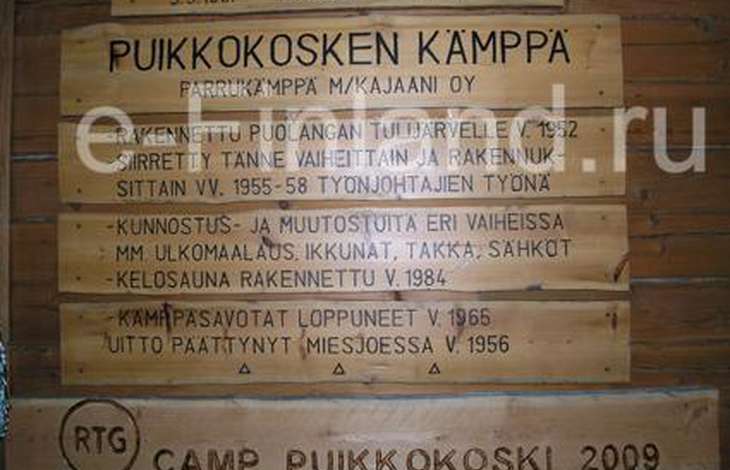 PUIKKOKOSKEN KÄMPPÄ
PARRUKÄMPPÄ M/KAJAANI OY
-RAKENNETTU PUOLANGAN TULIJÄRVELLE V. 1952
SIIRRETTY TÄNNE VAIHEITTAIN JA RAKENNUK-
SITTAIN VV. 1955-58 TYÖNJOHTAJIEN TYÖNÄ
-KUNNOSTUS- JA MUUTOSTUITA ERI VAIHEISSA
MM. ULKOMAALAUS, IKKUNAT, TAKKA, SÄHKÖT
-KELOSAUNA RAKENNETTU V. 1984
-KÄMPPÄSAVOTAT LOPPUNEET V. 1965
UITTO PÄÄTTYNYT MIESJOESSA V. 1956
RTG
CAMP PUIKKOKOSKI 2009
e-finland.ru